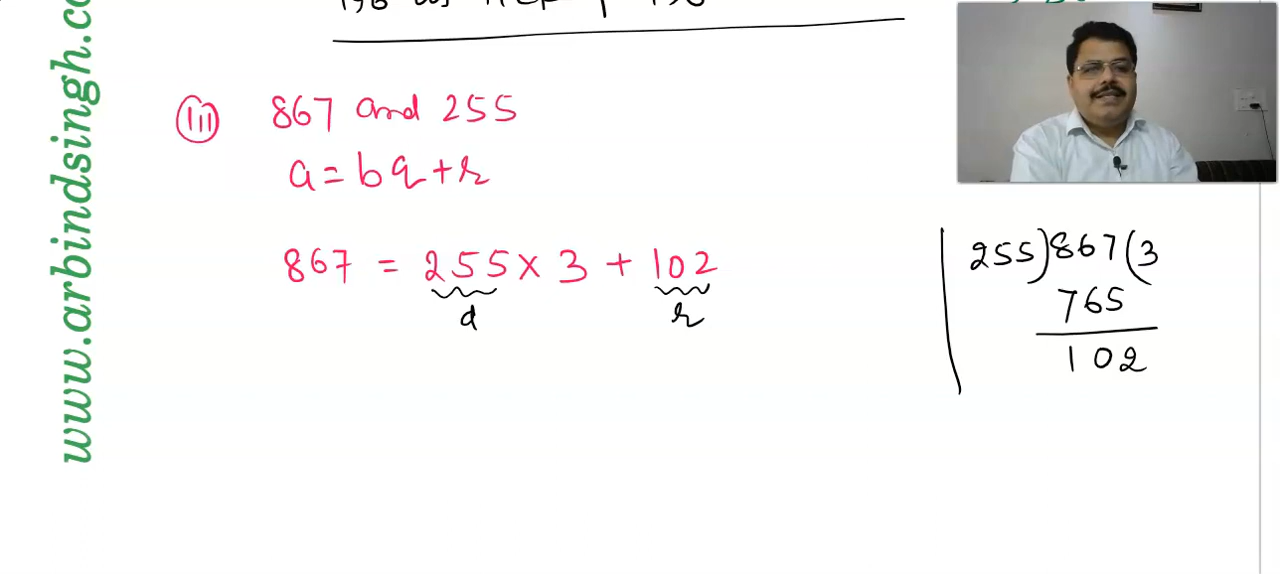 (iii) 867 and 255
a = bq + r
867 = 255 × 3 + 102
d r
255)867(3
765
102
www.arbindsingh.co